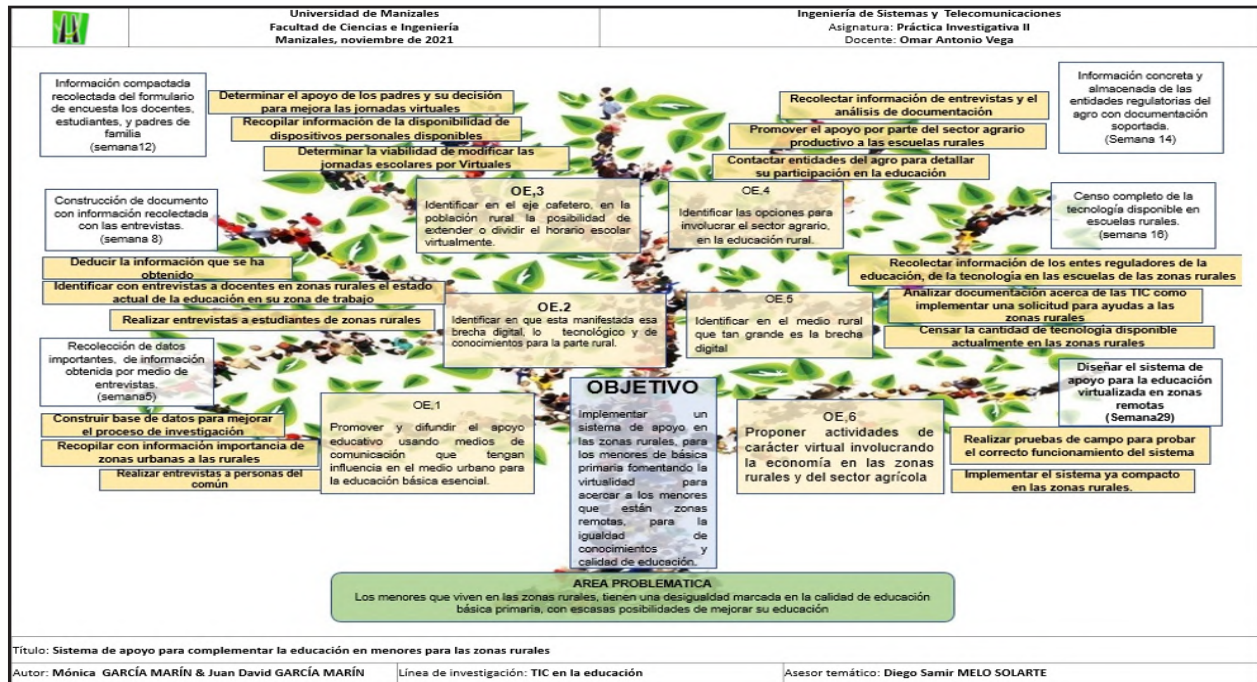 Universidad de Manizales
Facultad de Ciencias e Ingeniería
Manizales, noviembre de 2021
Ingeniería de Sistemas y Telecomunicaciones
Asignatura: Práctica Investigativa II
Docente: Omar Antonio Vega
Información compactada
recolectada del formulario
de encuesta los docentes,
estudiantes, y padres de
familia
(semana12)
Determinar el apoyo de los padres y su decisión
para mejora las jornadas virtuales
Recopilar información de la disponibilidad de
dispositivos personales disponibles
Determinar la viabilidad de modificar las
jornadas escolares por Virtuales
Recolectar información de entrevistas y el
análisis de documentación
Promover el apoyo por parte del sector agrario
productivo a las escuelas rurales
Contactar entidades del agro para detallar
su participación en la educación
Información concreta y
almacenada de las
entidades regulatorias del
agro con documentación
soportada.
(Semana 14)
OE,3
Identificar en el eje cafetero, en la
población rural la posibilidad de
extender o dividir el horario escolar
virtualmente.
OE,4
Identificar las opciones para
involucrar el sector agrario,
en la educación rural.
Construcción de documento
con información recolectada
con las entrevistas.
(semana 8)
Censo completo de la
tecnología disponible en
escuelas rurales.
(semana 16)
Deducir la información que se ha
obtenido
Identificar con entrevistas a docentes en zonas rurales el estado
actual de la educación en su zona de trabajo
Realizar entrevistas a estudiantes de zonas rurales
OE.2
Identificar en que esta manifestada esa
brecha digital, lo tecnológico y de
conocimientos para la parte rural.
OE.5
Identificar en el medio rural
que tan grande es la brecha
digital
Recolectar información de los entes reguladores de la
educación, de la tecnología en las escuelas de las zonas rurales
Analizar documentación acerca de las TIC como
implementar una solicitud para ayudas a las
zonas rurales
Censar la cantidad de tecnología disponible
actualmente en las zonas rurales
Recolección de datos
importantes, de información
obtenida por medio de
entrevistas.
(semana5)
Construir base de datos para mejorar
el proceso de investigación
Recopilar con información importancia de
zonas urbanas a las rurales
Realizar entrevistas a personas del
común
OE,1
Promover y difundir el apoyo
educativo usando medios de
comunicación que tengan
influencia en el medio urbano para
la educación básica esencial.
OBJETIVO
Implementar un
sistema de apoyo en
las zonas rurales, para
los menores de básica
primaria fomentando la
virtualidad para
acercar a los menores
que están zonas
remotas, para la
igualdad de
conocimientos y
calidad de educación.
OE,6
Proponer actividades de
carácter virtual involucrando
la economía en las zonas
rurales y del sector agrícola
Diseñar el sistema de
apoyo para la educación
virtualizada en zonas
remotas
(Semana29)
Realizar pruebas de campo para probar
el correcto funcionamiento del sistema
Implementar el sistema ya compacto
en las zonas rurales.
AREA PROBLEMATICA
Los menores que viven en las zonas rurales, tienen una desigualdad marcada en la calidad de educación
básica primaria, con escasas posibilidades de mejorar su educación
Título: Sistema de apoyo para complementar la educación en menores para las zonas rurales
Autor: Mónica GARCÍA MARÍN & Juan David GARCÍA MARÍN
Línea de investigación: TIC en la educación
Asesor temático: Diego Samir MELO SOLARTE